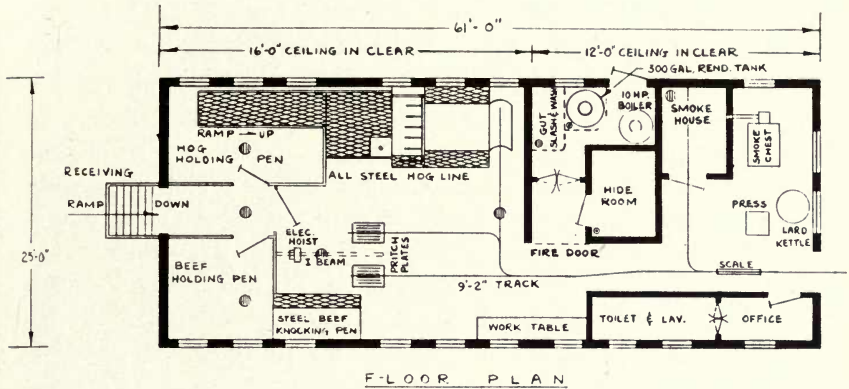 61'-0"
16'-0" CEILING IN CLEAR
12'-0" CEILING IN CLEAR
300 GAL. REND. TANK
10 H.P.
BOILER
SMOKE
HOUSE
GUT
SLASH & WASH
SMOKE
CHEST
RAMP UP
HOG
HOLDING PEN
ALL STEEL HOG LINE
RECEIVING
RAMP DOWN
HIDE
ROOM
PRESS
LARD
KETTLE
ELEC.
HOIST
I BEAM
PRITCH
PLATES
FIRE DOOR
25'-0"
BEEF
HOLDING PEN
9'-2" TRACK
SCALE
STEEL BEEF
KNOCKING PEN
WORK TABLE
TOILET & LAV.
OFFICE
FLOOR PLAN